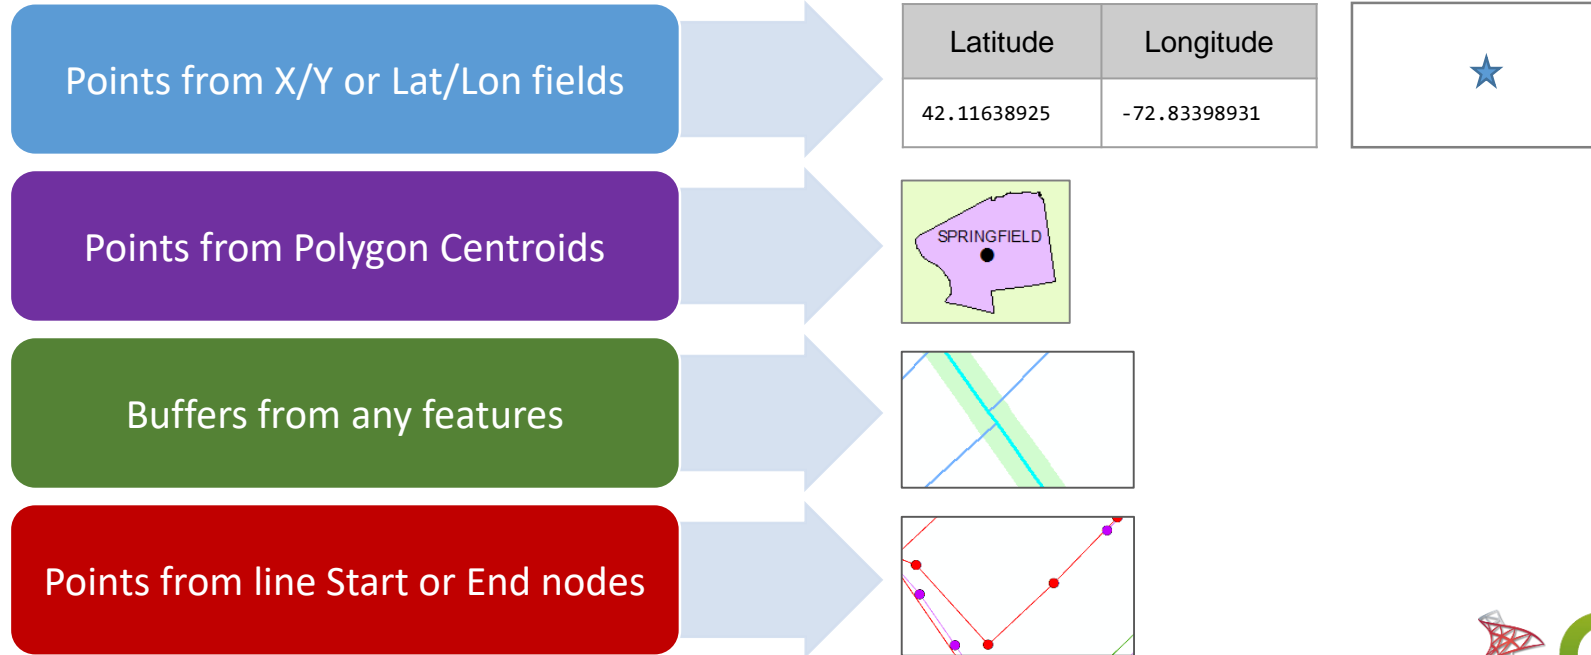 Points from X/Y or Lat/Lon fields
Latitude Longitude
42.11638925 -72.83398931
Points from Polygon Centroids
SPRINGFIELD
Buffers from any features
Points from line Start or End nodes